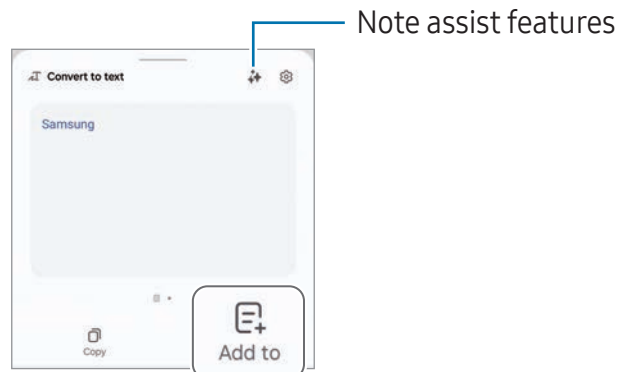 Note assist features
Convert to text
Samsung
Copy
Add to